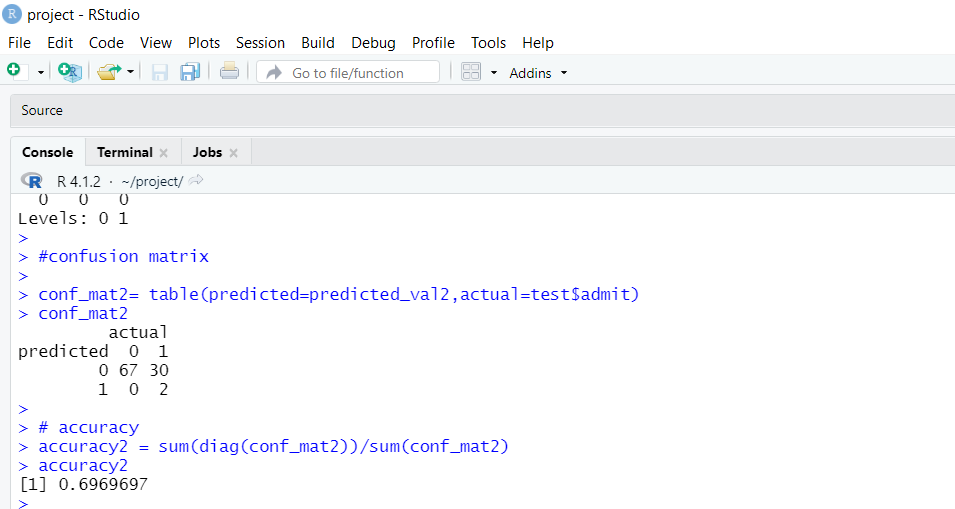 project - RStudio
File Edit Code View Plots Session Build Debug Profile Tools Help
Go to file/function Addins
Source
Console Terminal Jobs
R 4.1.2 · ~/project/
0 0 0
Levels: 0 1
>
> #confusion matrix
>
> conf_mat2= table(predicted=predicted_val2,actual=test$admit)
> conf_mat2
actual
predicted 0 1
0 67 30
1 0 2
>
> # accuracy
> accuracy2 = sum(diag(conf_mat2))/sum(conf_mat2)
> accuracy2
[1] 0.6969697
>